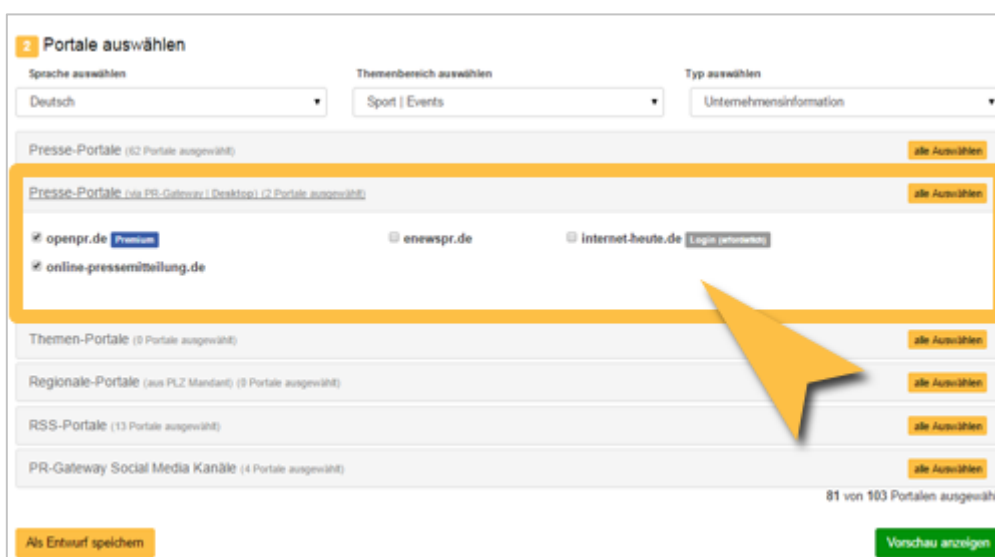 2 Portale auswählen
Sprache auswählen Themenbereich auswählen Typ auswählen
Deutsch Sport | Events Unternehmensinformation
Presse-Portale (62 Portale ausgewählt) alle Auswählen
Presse-Portale (via PR-Gateway | Desktop) (2 Portale ausgewählt) alle Auswählen
openpr.de Premium enewspr.de internet-heute.de Login (erforderlich)
online-pressemitteilung.de
Themen-Portale (0 Portale ausgewählt) alle Auswählen
Regionale-Portale (aus PLZ Mandant) (0 Portale ausgewählt) alle Auswählen
RSS-Portale (13 Portale ausgewählt) alle Auswählen
PR-Gateway Social Media Kanäle (4 Portale ausgewählt) alle Auswählen
81 von 103 Portalen ausgewäh
Als Entwurf speichern Vorschau anzeigen